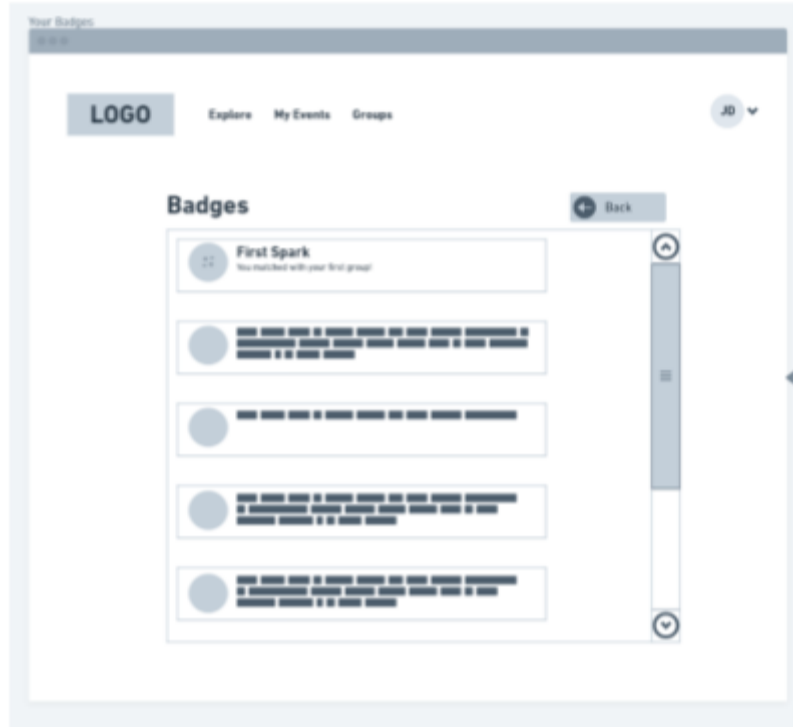 Your Badges
LOGO
Explore My Events Groups
JD
Badges
Back
First Spark
You matched with your first group!